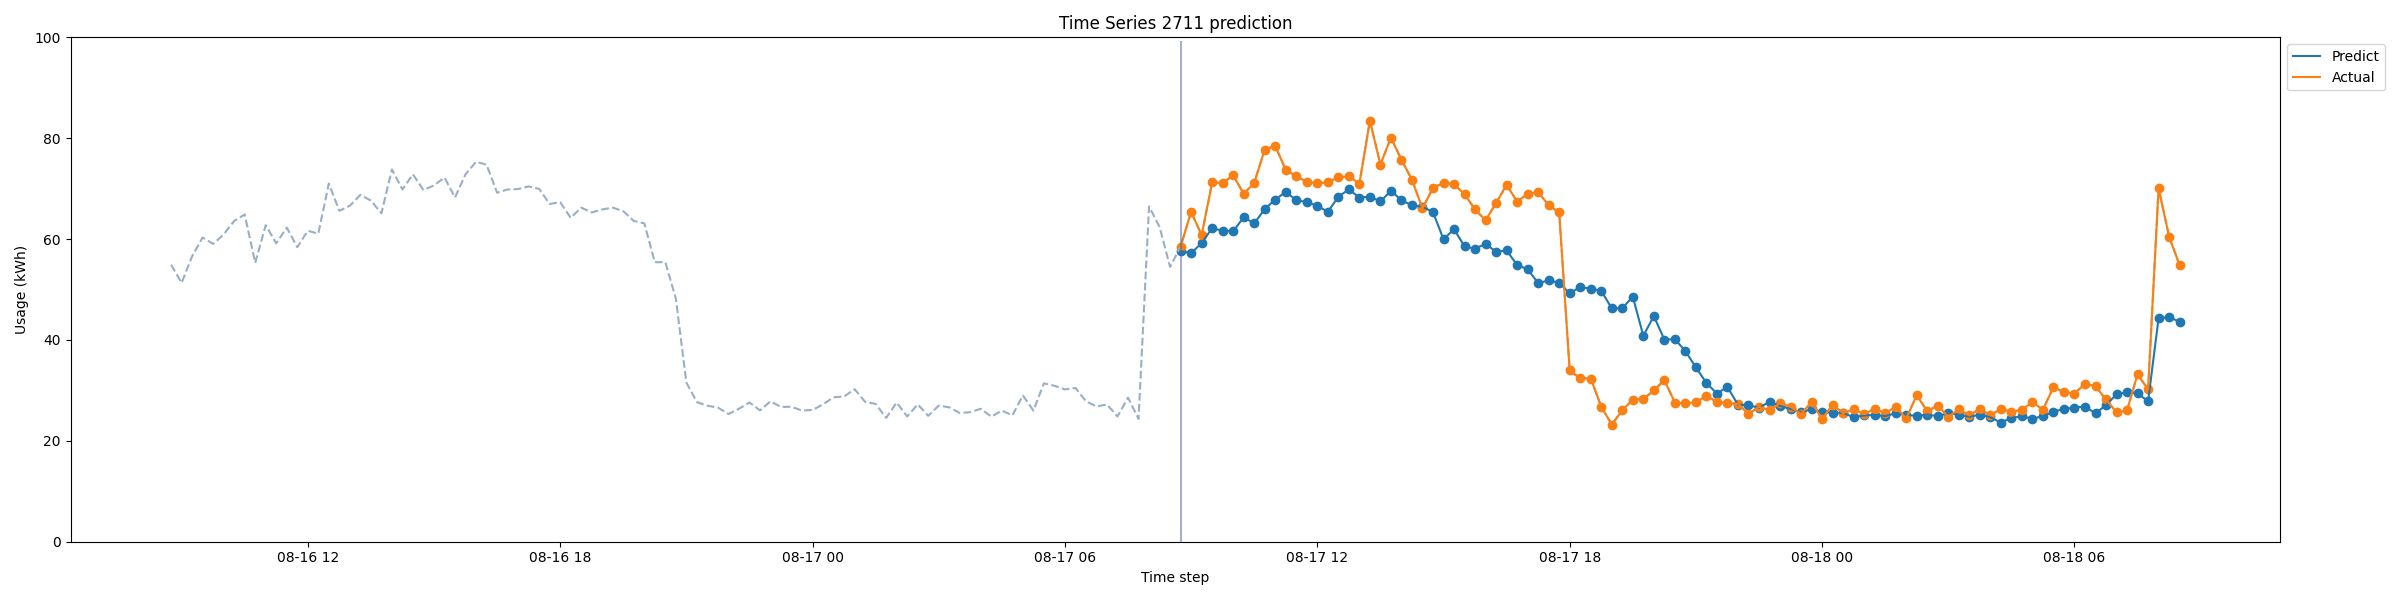 Time Series 2711 prediction
100
80
60
40
20
0
Usage (kWh)
08-16 12
08-16 18
08-17 00
08-17 06
08-17 12
08-17 18
08-18 00
08-18 06
Time step
Predict
Actual